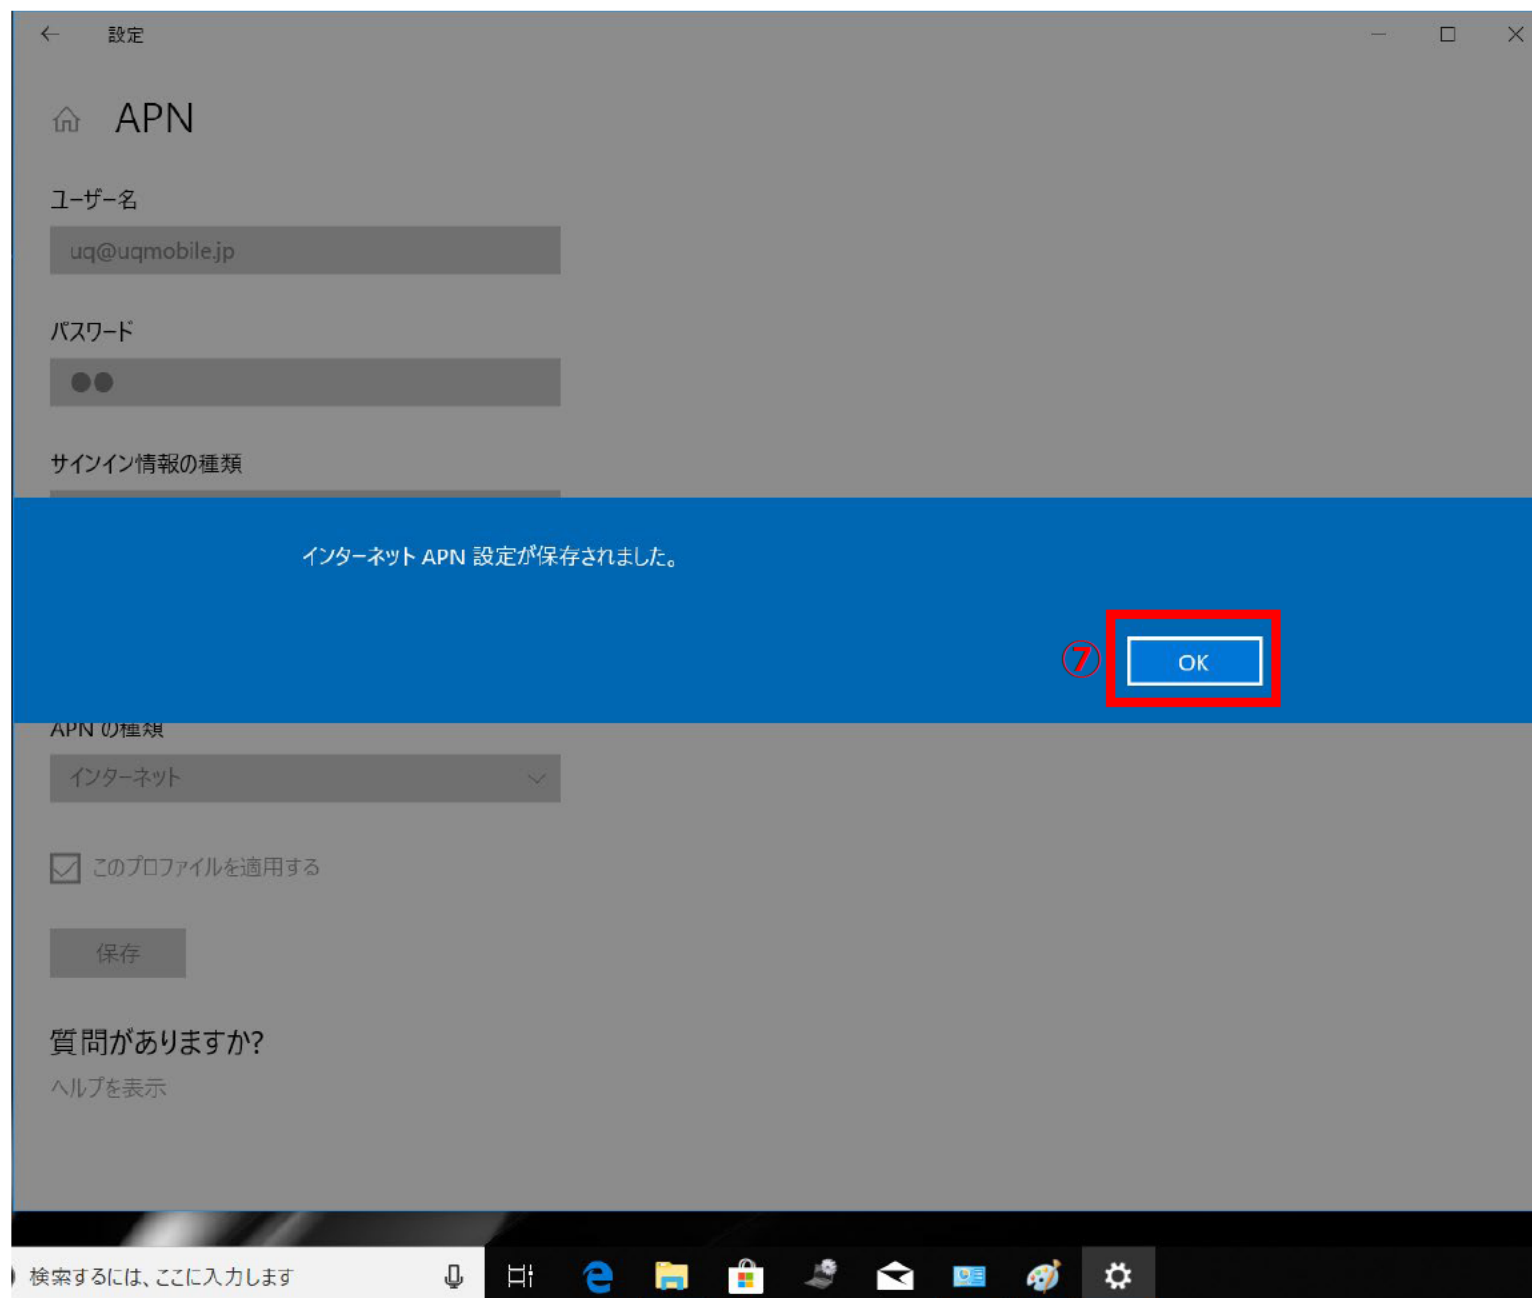 設定
APN
ユーザー名
uq@uqmobile.jp
パスワード
●●
サインイン情報の種類
インターネット APN 設定が保存されました。
⑦
OK
APN の種類
インターネット
このプロファイルを適用する
保存
質問がありますか?
ヘルプを表示
検索するには、ここに入力します